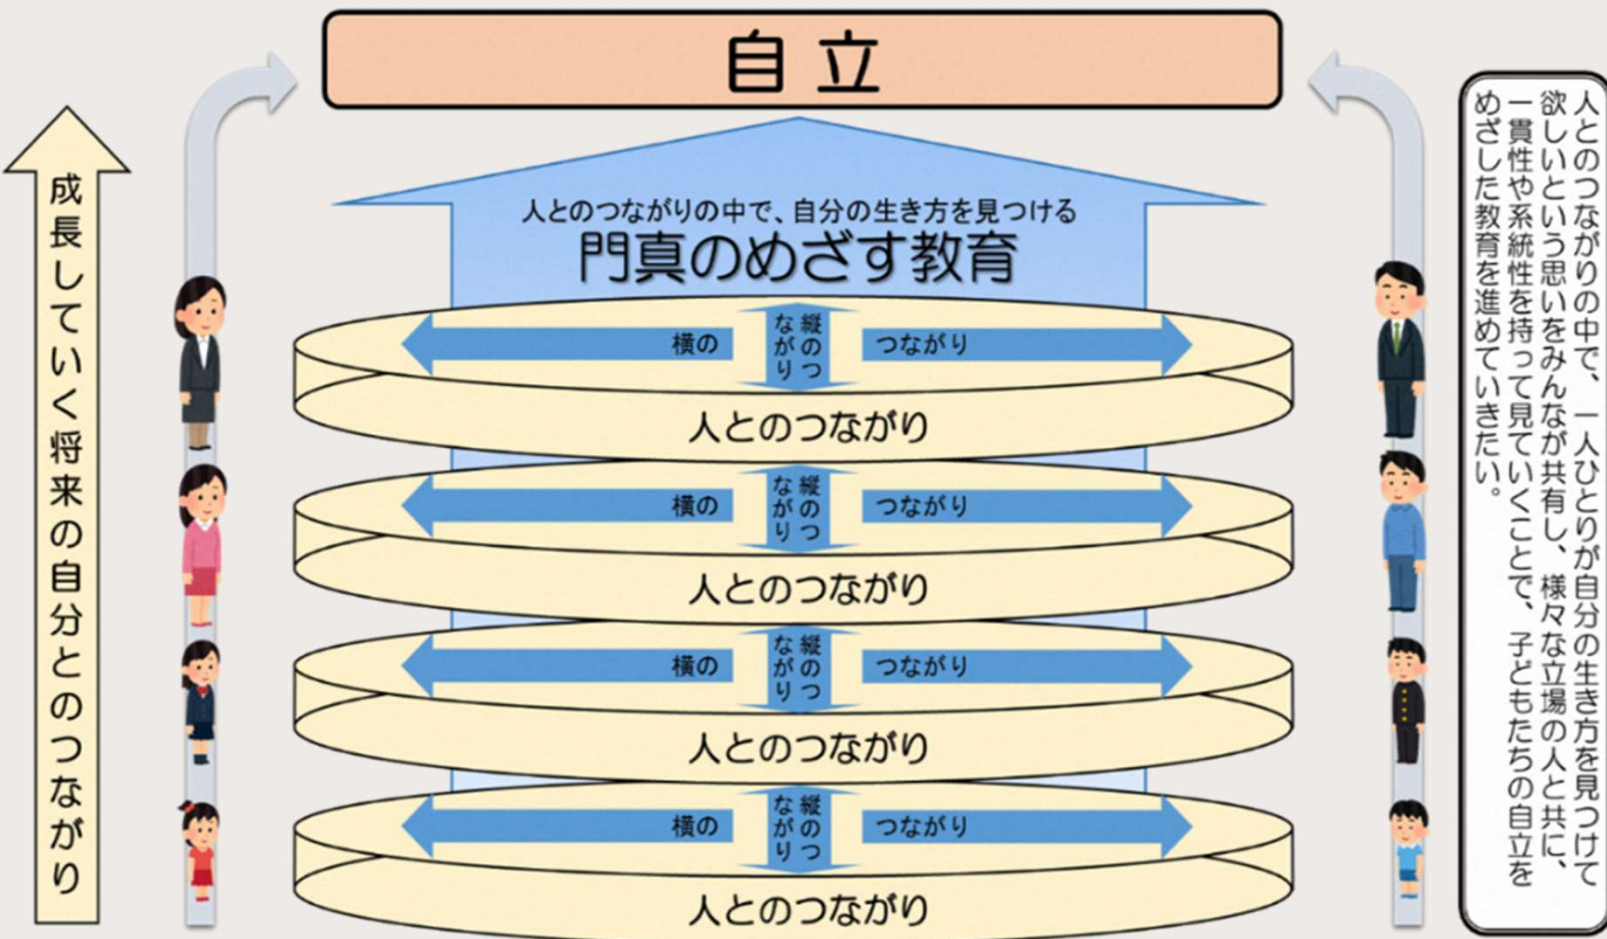 自立
人とのつながりの中で、自分の生き方を見つける
門真のめざす教育
横の
縦のつ
ながり
つながり
人とのつながり
横の
縦のつ
ながり
つながり
人とのつながり
横の
縦のつ
ながり
つながり
人とのつながり
横の
縦のつ
ながり
つながり
人とのつながり
成長していく将来の自分とのつながり
人とのつながりの中で、一人ひとりが自分の生き方を見つけて
欲しいという思いをみんなが共有し、様々な立場の人と共に、
一貫性や系統性を持って見ていくことで、子どもたちの自立を
めざした教育を進めていきたい。